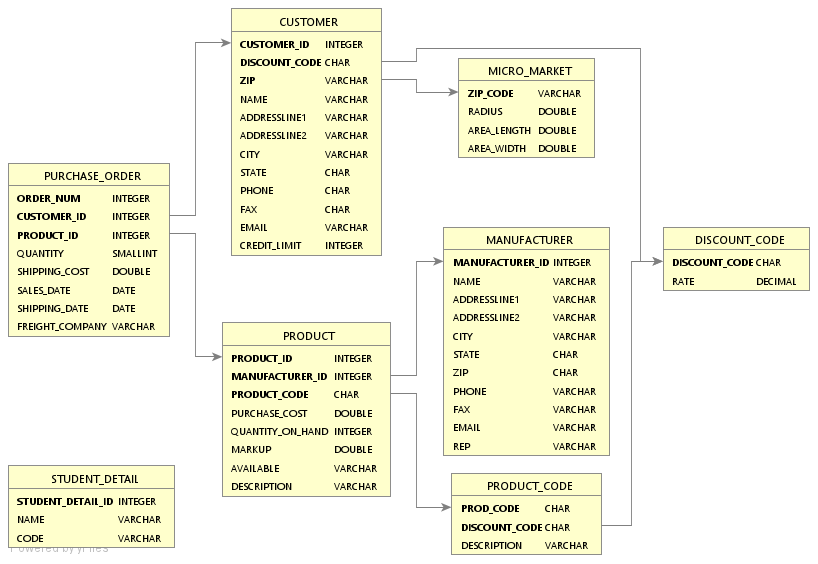 CUSTOMER
CUSTOMER_ID INTEGER
DISCOUNT_CODE CHAR
ZIP VARCHAR
NAME VARCHAR
ADDRESSLINE1 VARCHAR
ADDRESSLINE2 VARCHAR
CITY VARCHAR
STATE CHAR
PHONE CHAR
FAX CHAR
EMAIL VARCHAR
CREDIT_LIMIT INTEGER
MICRO_MARKET
ZIP_CODE VARCHAR
RADIUS DOUBLE
AREA_LENGTH DOUBLE
AREA_WIDTH DOUBLE
PURCHASE_ORDER
ORDER_NUM INTEGER
CUSTOMER_ID INTEGER
PRODUCT_ID INTEGER
QUANTITY SMALLINT
SHIPPING_COST DOUBLE
SALES_DATE DATE
SHIPPING_DATE DATE
FREIGHT_COMPANY VARCHAR
MANUFACTURER
MANUFACTURER_ID INTEGER
NAME VARCHAR
ADDRESSLINE1 VARCHAR
ADDRESSLINE2 VARCHAR
CITY VARCHAR
STATE CHAR
ZIP CHAR
PHONE VARCHAR
FAX VARCHAR
EMAIL VARCHAR
REP VARCHAR
DISCOUNT_CODE
DISCOUNT_CODE CHAR
RATE DECIMAL
PRODUCT
PRODUCT_ID INTEGER
MANUFACTURER_ID INTEGER
PRODUCT_CODE CHAR
PURCHASE_COST DOUBLE
QUANTITY_ON_HAND INTEGER
MARKUP DOUBLE
AVAILABLE VARCHAR
DESCRIPTION VARCHAR
STUDENT_DETAIL
STUDENT_DETAIL_ID INTEGER
NAME VARCHAR
CODE VARCHAR
Powered by yFiles
PRODUCT_CODE
PROD_CODE CHAR
DISCOUNT_CODE CHAR
DESCRIPTION VARCHAR